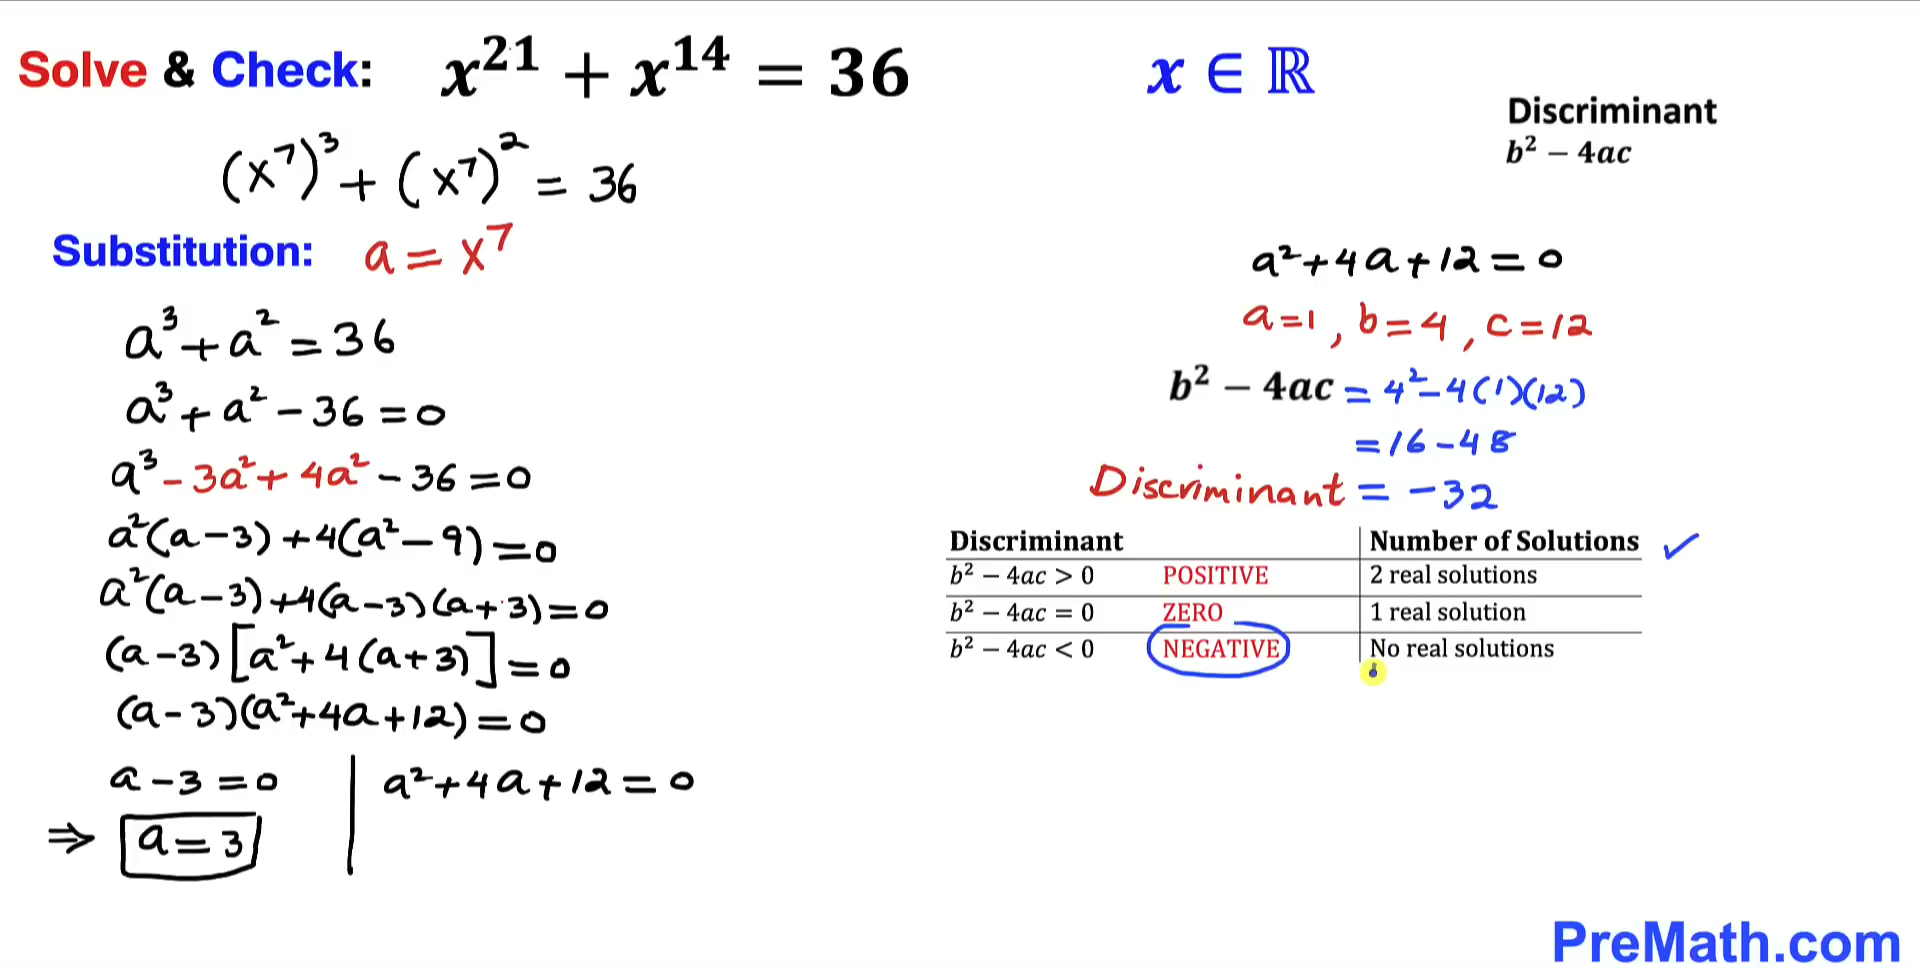 Solve & Check: x²¹ + x¹⁴ = 36
x ∈ ℝ
Discriminant
b² − 4ac
(x⁷)³ + (x⁷)² = 36
Substitution: a = x⁷
a³ + a² = 36
a³ + a² − 36 = 0
a³ − 3a² + 4a² − 36 = 0
a²(a−3) + 4(a²−9) = 0
a²(a−3) + 4(a−3)(a+3) = 0
(a−3)[a² + 4(a+3)] = 0
(a−3)(a²+4a+12) = 0
a − 3 = 0 | a² + 4a + 12 = 0
⇒ a = 3
a² + 4a + 12 = 0
a = 1, b = 4, c = 12
b² − 4ac = 4² − 4(1)(12)
= 16 − 48
Discriminant = −32
Discriminant Number of Solutions ✓
b² − 4ac > 0 POSITIVE 2 real solutions
b² − 4ac = 0 ZERO 1 real solution
b² − 4ac < 0 NEGATIVE No real solutions
PreMath.com